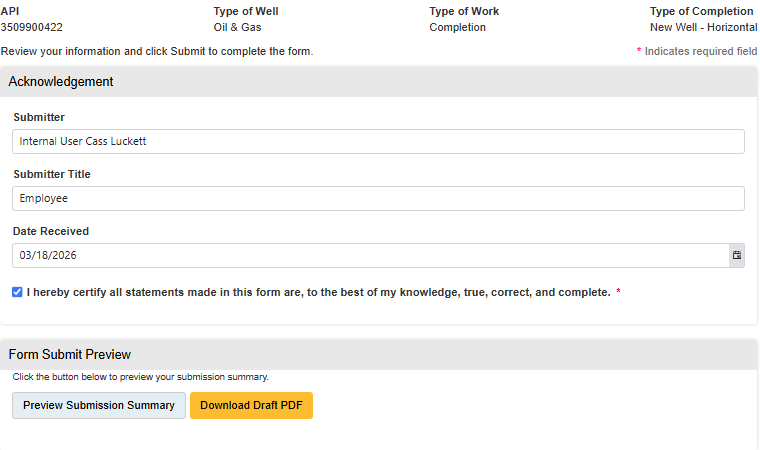 API Type of Well Type of Work Type of Completion
3509900422 Oil & Gas Completion New Well - Horizontal
Review your information and click Submit to complete the form. * Indicates required field
Acknowledgement
Submitter
Internal User Cass Luckett
Submitter Title
Employee
Date Received
03/18/2026
I hereby certify all statements made in this form are, to the best of my knowledge, true, correct, and complete. *
Form Submit Preview
Click the button below to preview your submission summary.
Preview Submission Summary Download Draft PDF